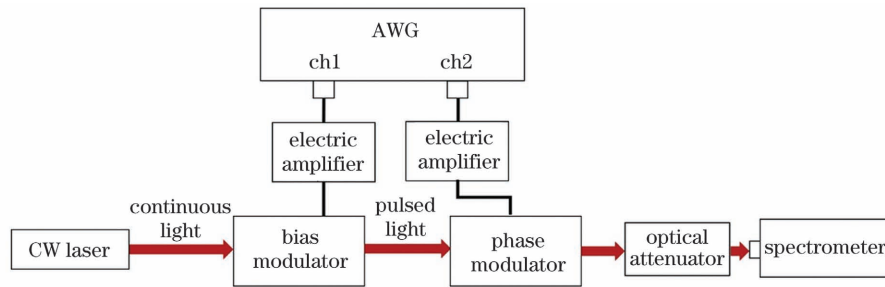 AWG
ch1
ch2
electric
amplifier
electric
amplifier
continuous
light
pulsed
light
CW laser
bias
modulator
phase
modulator
optical
attenuator
spectrometer